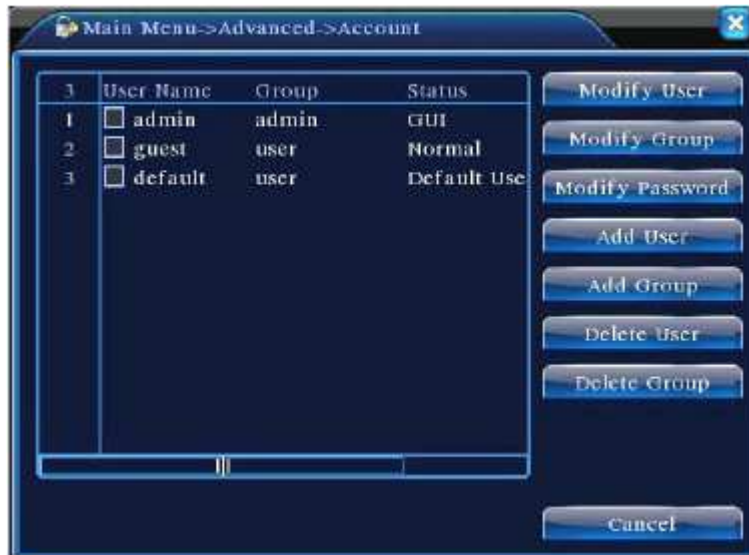 Main Menu->Advanced->Account
3 User Name Group Status
1 admin admin GUI
2 guest user Normal
3 default user Default Use
Modify User
Modify Group
Modify Password
Add User
Add Group
Delete User
Delete Group
Cancel